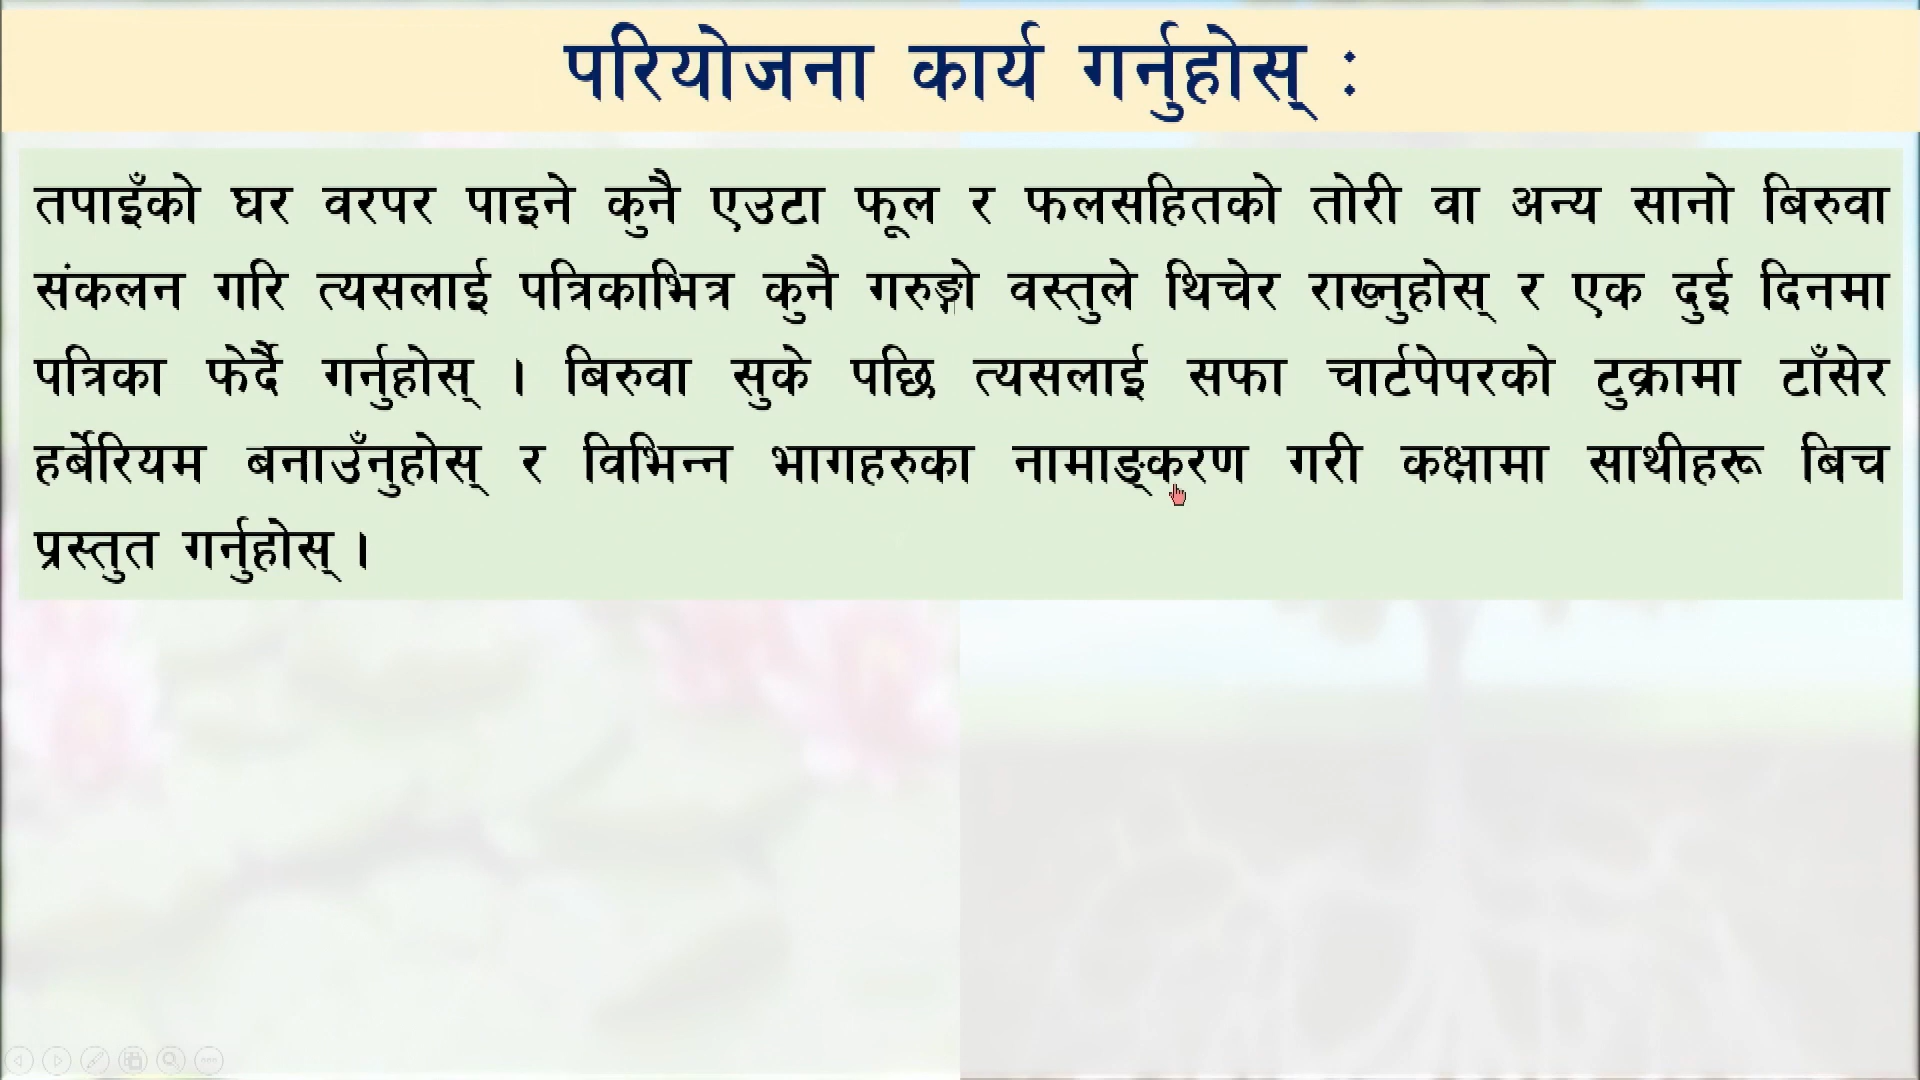 परियोजना कार्य गर्नुहोस् :
तपाइँको घर वरपर पाइने कुनै एउटा फूल र फलसहितको तोरी वा अन्य सानो बिरुवा
संकलन गरि त्यसलाई पत्रिकाभित्र कुनै गरुङ्गो वस्तुले थिचेर राख्नुहोस् र एक दुई दिनमा
पत्रिका फेर्दै गर्नुहोस् । बिरुवा सुके पछि त्यसलाई सफा चार्टपेपरको टुक्रामा टाँसेर
हर्बेरियम बनाउँनुहोस् र विभिन्न भागहरुका नामाङ्करण गरी कक्षामा साथीहरू बिच
प्रस्तुत गर्नुहोस् ।